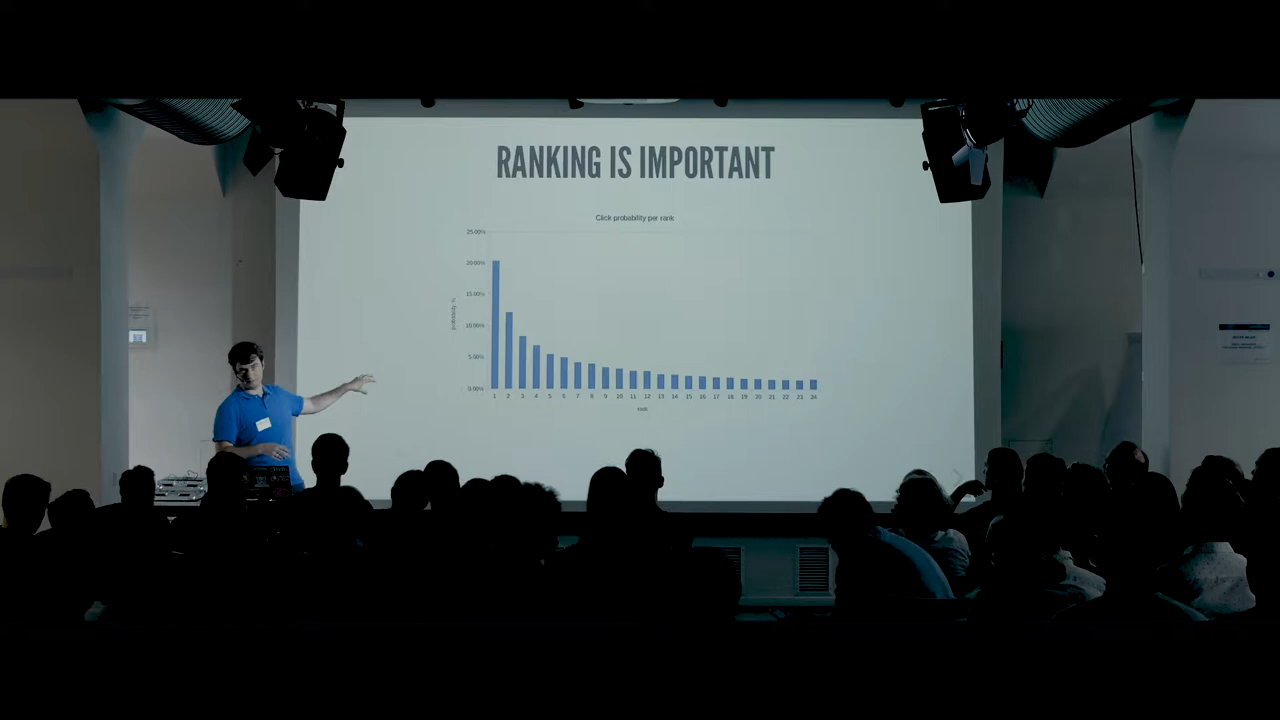 RANKING IS IMPORTANT
Click probability per rank
25.00%
20.00%
15.00%
10.00%
5.00%
0.00%
probability %
1 2 3 4 5 6 7 8 9 10 11 12 13 14 15 16 17 18 19 20 21 22 23 24
rank